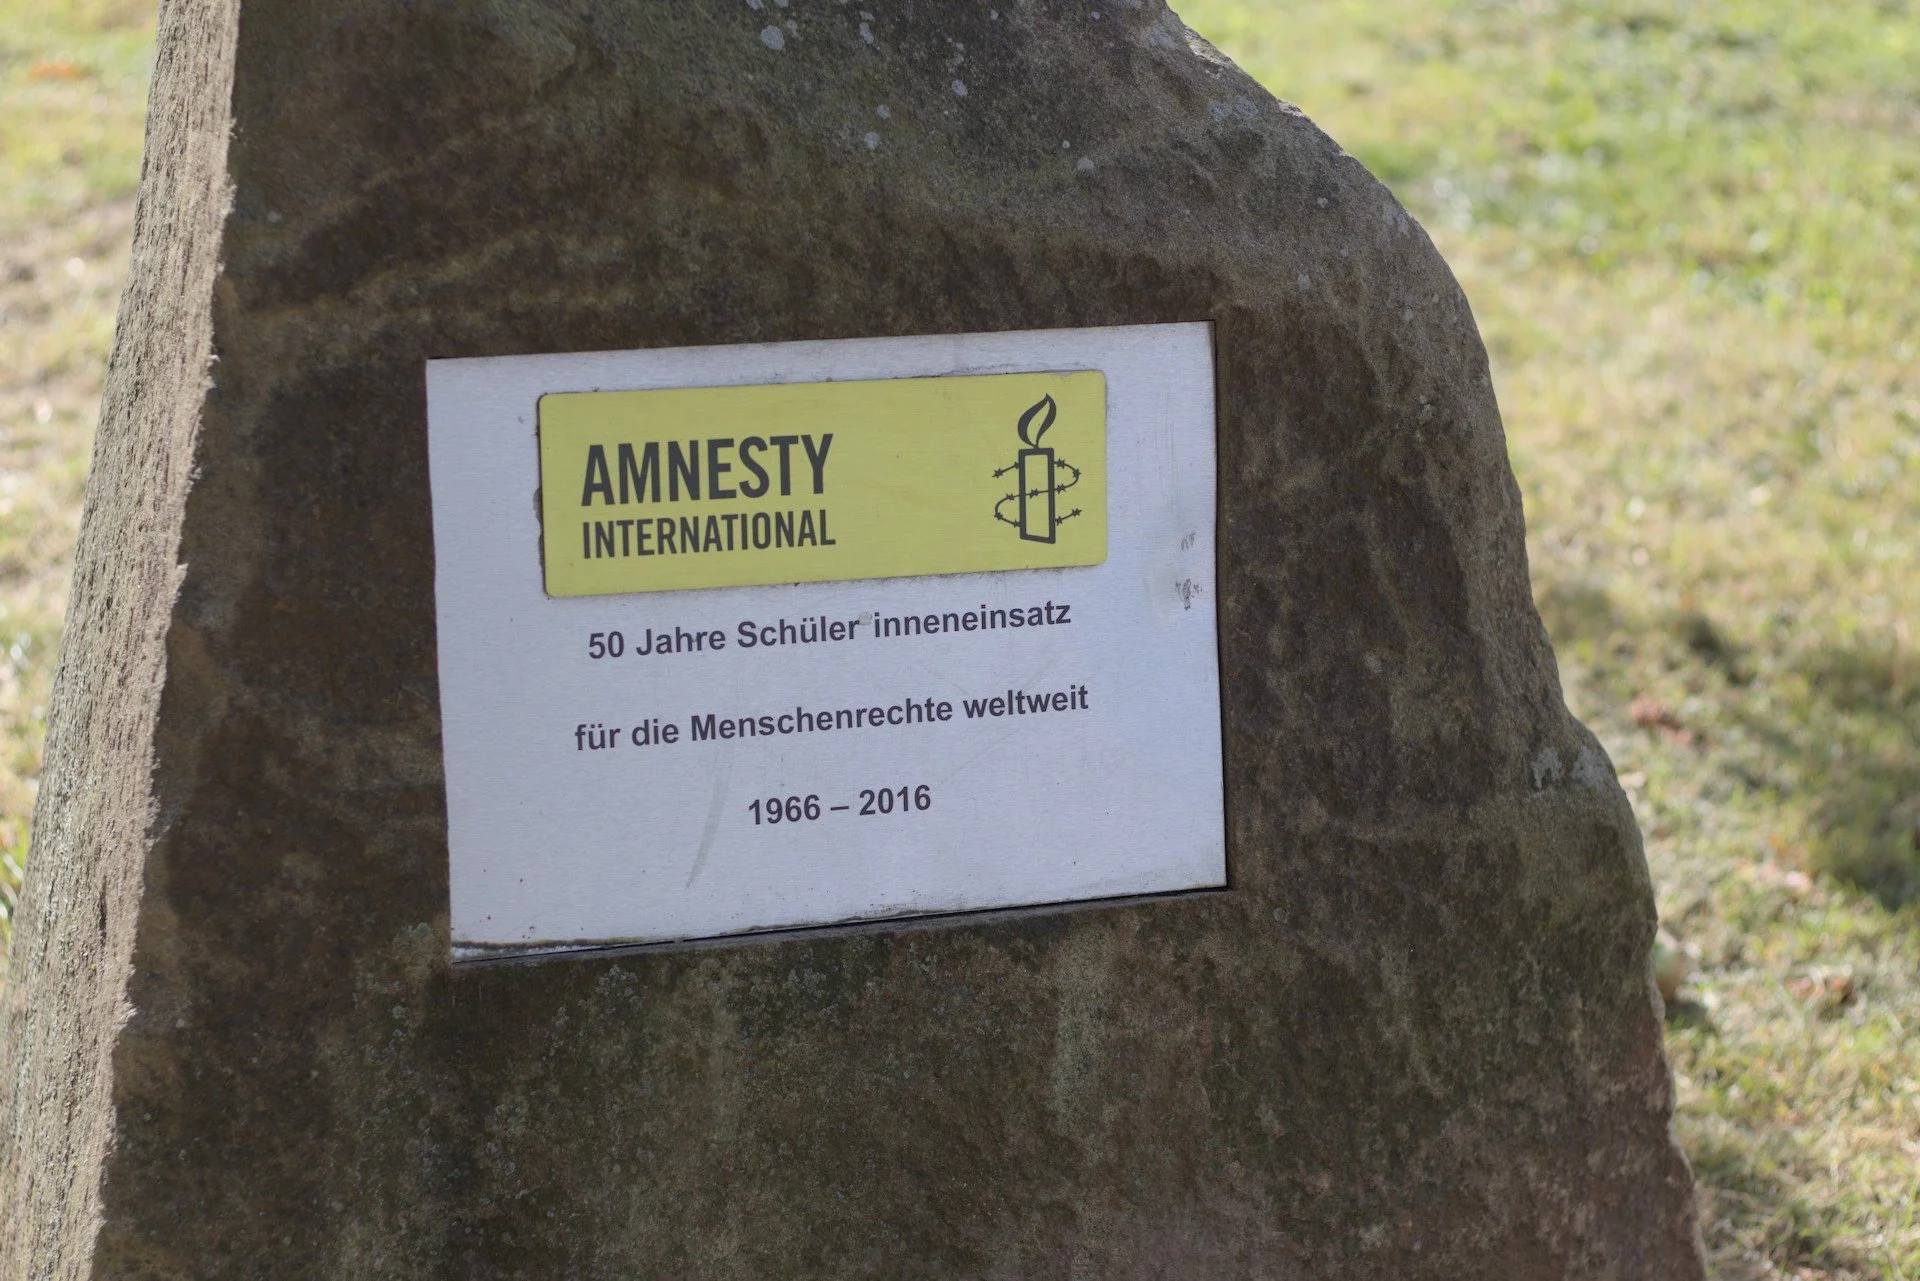 AMNESTY
INTERNATIONAL
50 Jahre Schüler inneneinsatz
für die Menschenrechte weltweit
1966 – 2016